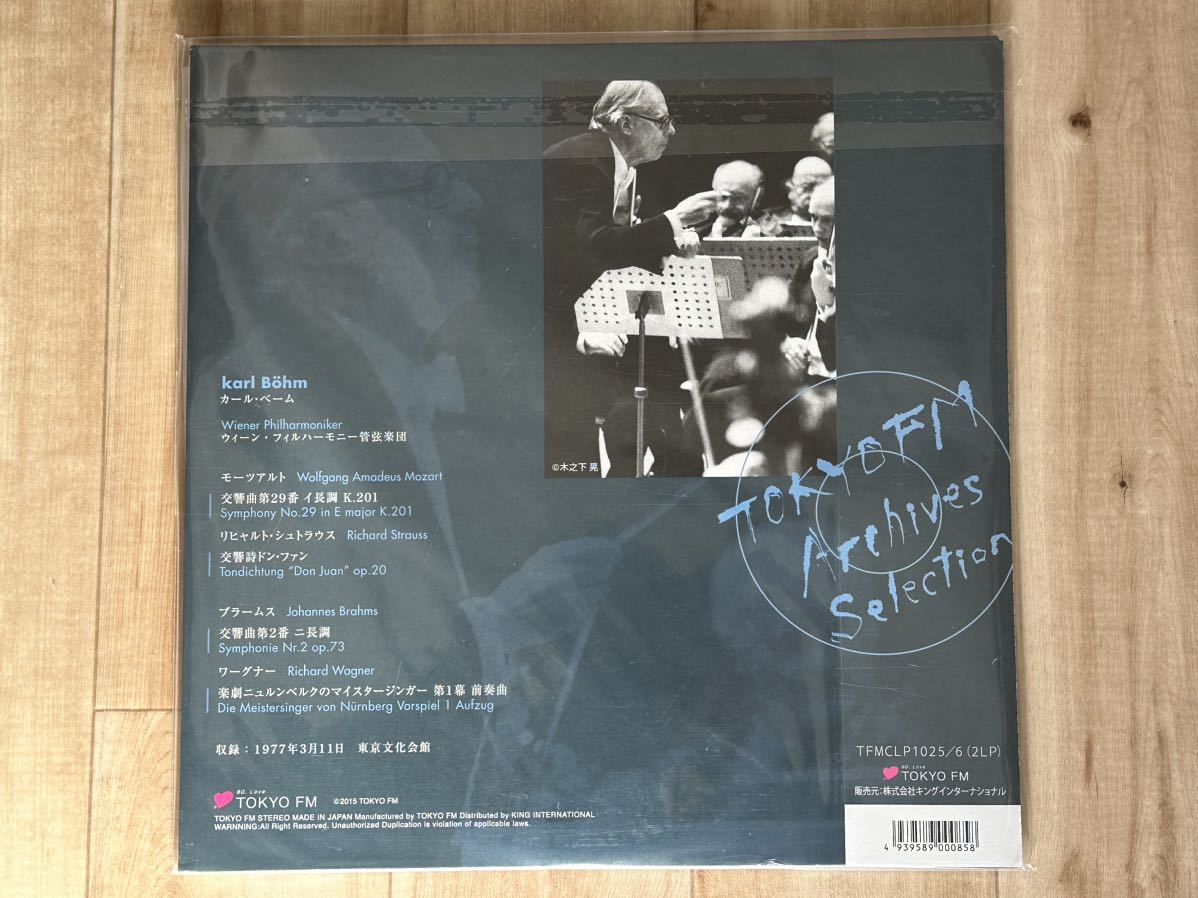 ©木之下 晃
karl Böhm
カール・ベーム
Wiener Philharmoniker
ウィーン・フィルハーモニー管弦楽団
モーツアルト Wolfgang Amadeus Mozart
交響曲第29番 イ長調 K.201
Symphony No.29 in E major K.201
リヒャルト・シュトラウス Richard Strauss
交響詩ドン・ファン
Tondichtung "Don Juan" op.20
ブラームス Johannes Brahms
交響曲第2番 ニ長調
Symphonie Nr.2 op.73
ワーグナー Richard Wagner
楽劇ニュルンベルクのマイスタージンガー 第1幕 前奏曲
Die Meistersinger von Nürnberg Vorspiel 1 Aufzug
収録：1977年3月11日 東京文化会館
80. Love
TOKYO FM ©2015 TOKYO FM
TOKYO FM STEREO MADE IN JAPAN Manufactured by TOKYO FM Distributed by KING INTERNATIONAL
WARNNING:All Right Reserved. Unauthorized Duplication is violation of applicable laws.
TOKYO FM
Archives
Selection
TFMCLP1025/6(2LP)
80. Love
TOKYO FM
販売元：株式会社キングインターナショナル
4 939589 000858